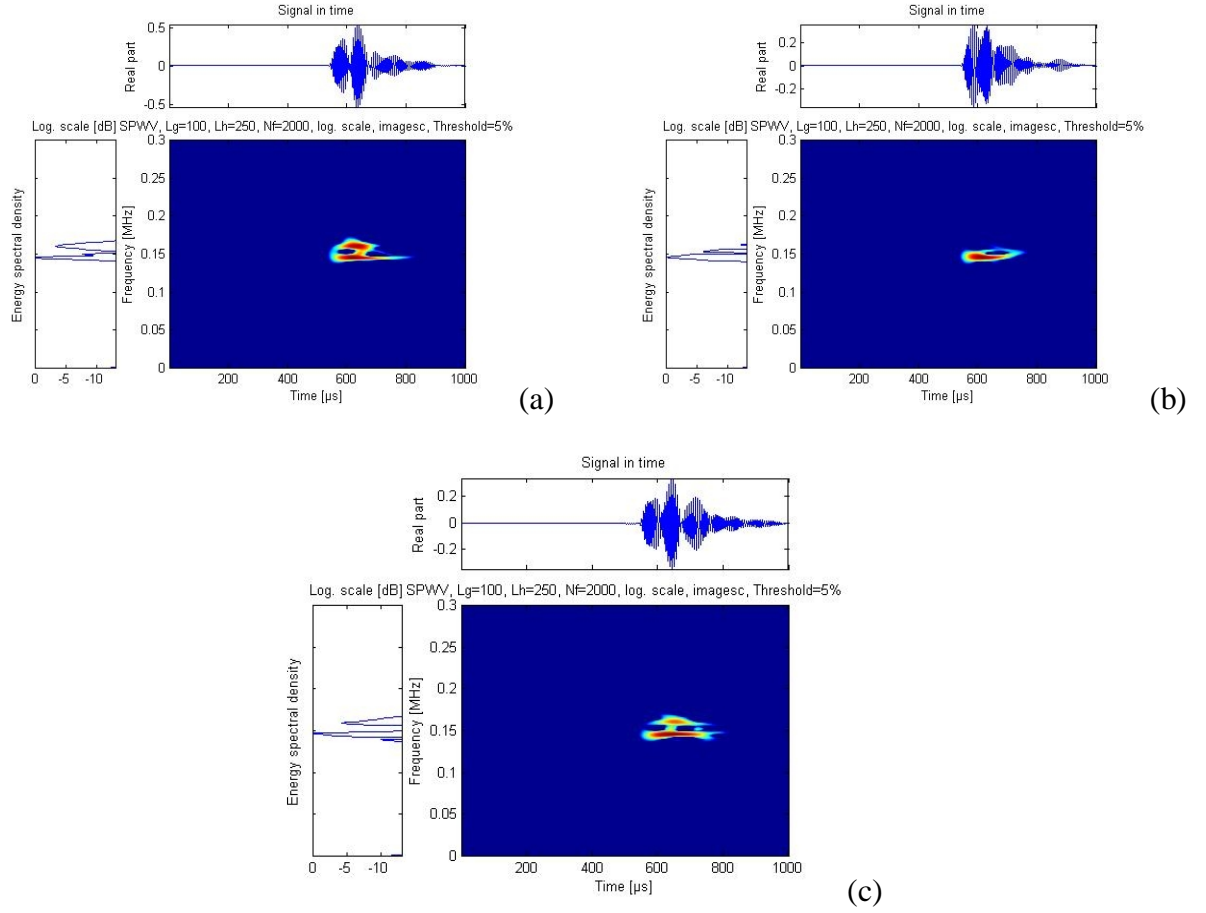 Signal in time
Real part
0.5
0
-0.5
Log. scale [dB] SPWV, Lg=100, Lh=250, Nf=2000, log. scale, imagesc, Threshold=5%
Energy spectral density
0 -5 -10
Frequency [MHz]
0.3
0.25
0.2
0.15
0.1
0.05
0
200 400 600 800 1000
Time [µs]
(a)
Signal in time
Real part
0.2
0
-0.2
Log. scale [dB] SPWV, Lg=100, Lh=250, Nf=2000, log. scale, imagesc, Threshold=5%
Energy spectral density
0 -5 -10
Frequency [MHz]
0.3
0.25
0.2
0.15
0.1
0.05
0
200 400 600 800 1000
Time [µs]
(b)
Signal in time
Real part
0.2
0
-0.2
Log. scale [dB] SPWV, Lg=100, Lh=250, Nf=2000, log. scale, imagesc, Threshold=5%
Energy spectral density
0 -5 -10
Frequency [MHz]
0.3
0.25
0.2
0.15
0.1
0.05
0
200 400 600 800 1000
Time [µs]
(c)